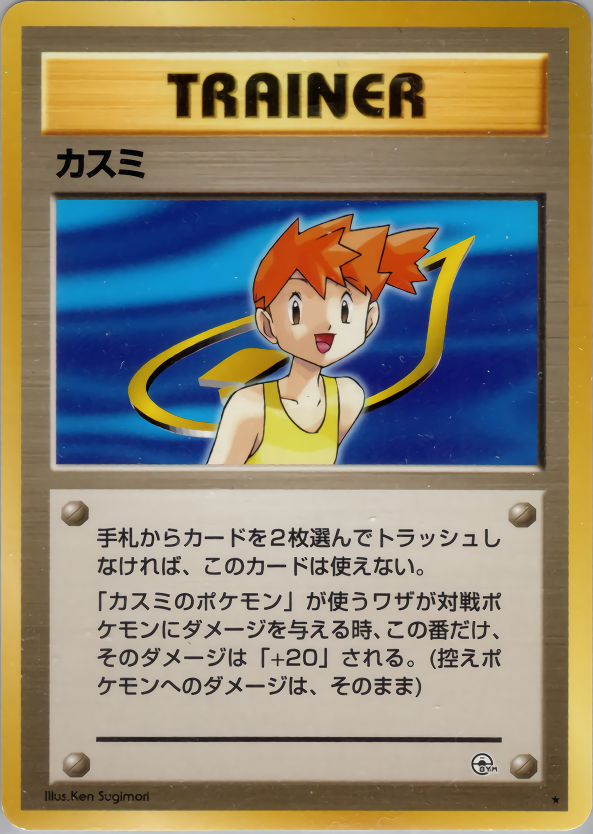 TRAINER
カスミ
手札からカードを2枚選んでトラッシュし
なければ、このカードは使えない。
「カスミのポケモン」が使うワザが対戦ポ
ケモンにダメージを与える時、この番だけ、
そのダメージは「+20」される。(控えポ
ケモンへのダメージは、そのまま)
GYM
Illus.Ken Sugimori
★